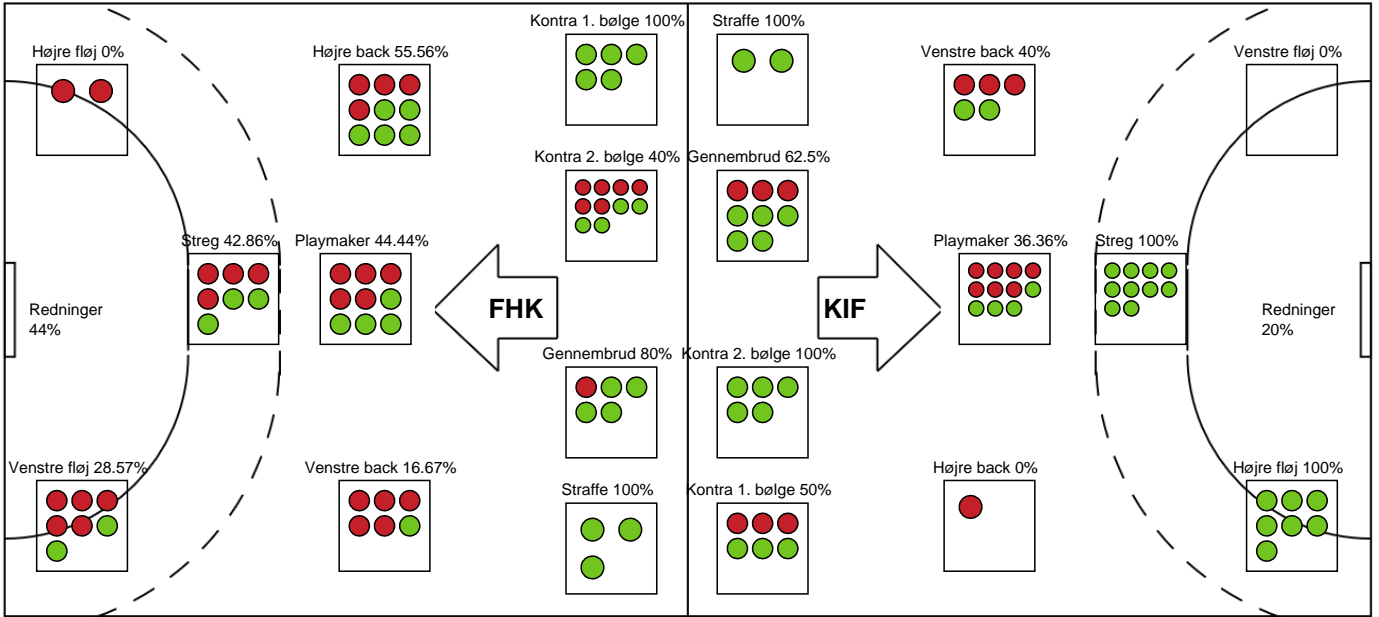 Kontra 1. bølge 100%
Straffe 100%
Højre fløj 0%
Højre back 55.56%
Venstre back 40%
Venstre fløj 0%
Kontra 2. bølge 40%
Gennembrud 62.5%
Streg 42.86%
Playmaker 44.44%
Playmaker 36.36%
Streg 100%
Redninger
44%
FHK
KIF
Redninger
20%
Gennembrud 80%
Kontra 2. bølge 100%
Venstre fløj 28.57%
Venstre back 16.67%
Højre back 0%
Højre fløj 100%
Straffe 100%
Kontra 1. bølge 50%